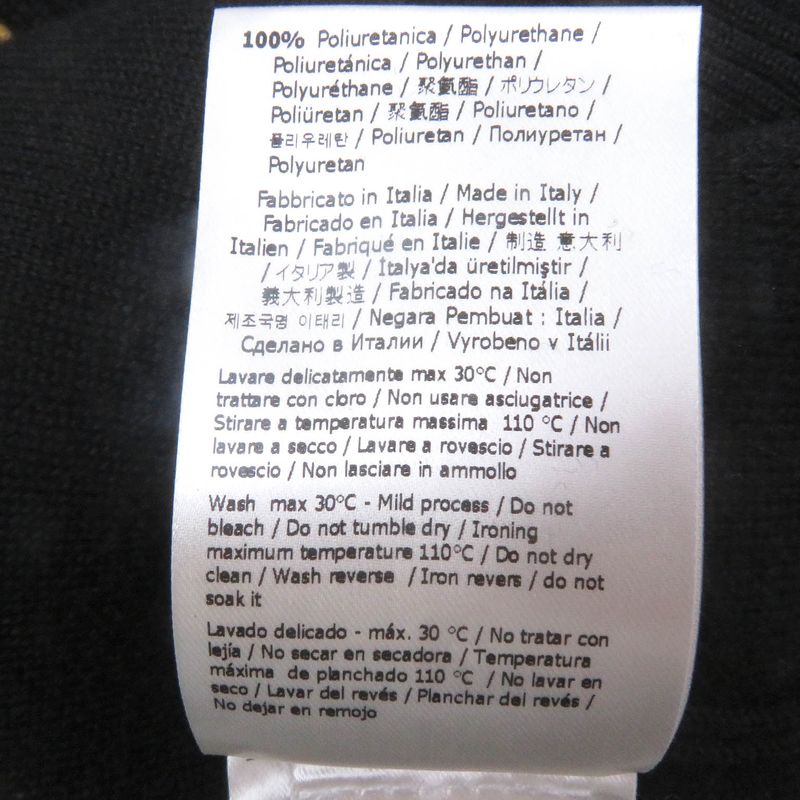 100% Poliuretanica / Polyurethane /
Poliuretánica / Polyurethan /
Polyuréthane / 聚氨酯 / ポリウレタン /
Poliüretan / 聚氨酯 / Poliuretano /
폴리우레탄 / Poliuretan / Полиуретан /
Polyuretan
Fabbricato in Italia / Made in Italy /
Fabricado en Italia / Hergestellt in
Italien / Fabriqué en Italie / 制造 意大利
/ イタリア製 / İtalya'da üretilmiştir /
義大利製造 / Fabricado na Itália /
제조국명 이태리 / Negara Pembuat : Italia /
Сделано в Италии / Vyrobeno v Itálii
Lavare delicatamente max 30°C / Non
trattare con cloro / Non usare asciugatrice /
Stirare a temperatura massima 110 °C / Non
lavare a secco / Lavare a rovescio / Stirare a
rovescio / Non lasciare in ammollo
Wash max 30°C - Mild process / Do not
bleach / Do not tumble dry / Ironing
maximum temperature 110°C / Do not dry
clean / Wash reverse / Iron revers / do not
soak it
Lavado delicado - máx. 30 °C / No tratar con
lejía / No secar en secadora / Temperatura
máxima de planchado 110 °C / No lavar en
seco / Lavar del revés / Planchar del revés /
No dejar en remojo